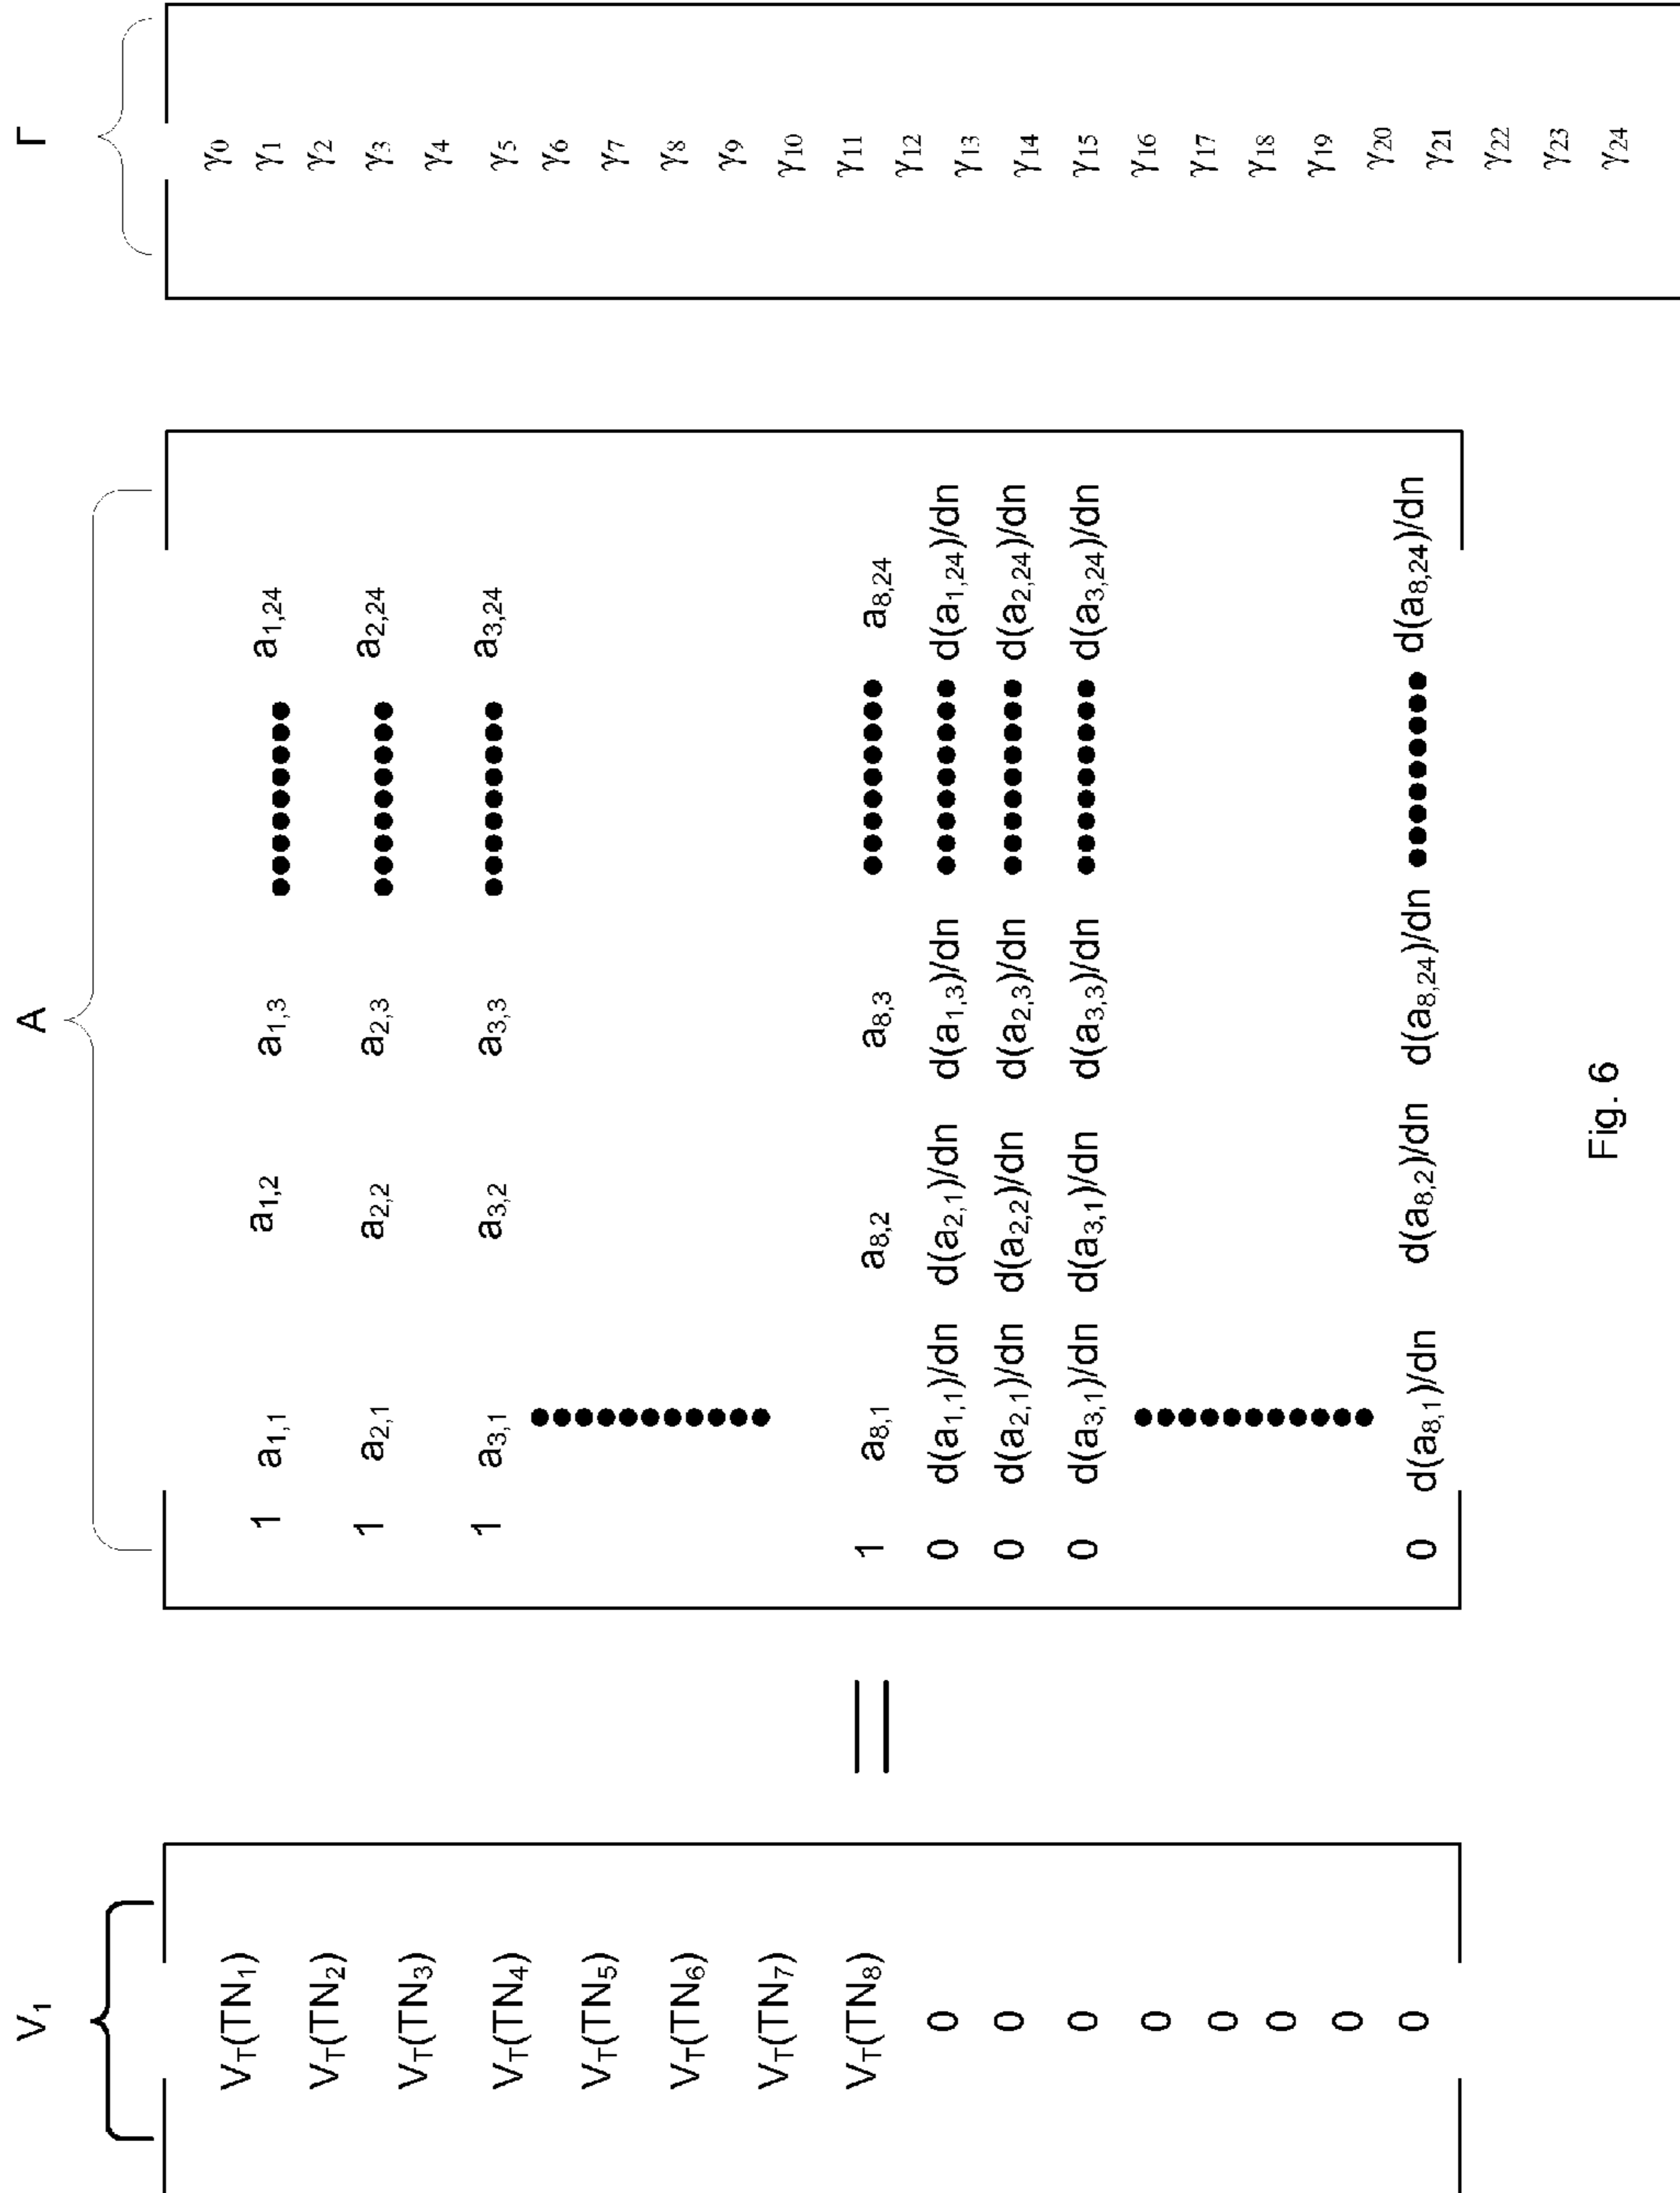 V₁
V_T(TN₁)
V_T(TN₂)
V_T(TN₃)
V_T(TN₄)
V_T(TN₅)
V_T(TN₆)
V_T(TN₇)
V_T(TN₈)
0
0
0
0
0
0
0
0
=
A
1 a₁,₁ a₁,₂ a₁,₃ •••••••••• a₁,₂₄
1 a₂,₁ a₂,₂ a₂,₃ •••••••••• a₂,₂₄
1 a₃,₁ a₃,₂ a₃,₃ •••••••••• a₃,₂₄
1 a₈,₁ a₈,₂ a₈,₃ ••••••••• a₈,₂₄
0 d(a₁,₁)/dn d(a₂,₁)/dn d(a₁,₃)/dn ••••••••• d(a₁,₂₄)/dn
0 d(a₂,₁)/dn d(a₂,₂)/dn d(a₂,₃)/dn ••••••••• d(a₂,₂₄)/dn
0 d(a₃,₁)/dn d(a₃,₁)/dn d(a₃,₃)/dn ••••••••• d(a₃,₂₄)/dn
0 d(a₈,₁)/dn d(a₈,₂)/dn d(a₈,₂₄)/dn ••••••••• d(a₈,₂₄)/dn
Γ
γ₀
γ₁
γ₂
γ₃
γ₄
γ₅
γ₆
γ₇
γ₈
γ₉
γ₁₀
γ₁₁
γ₁₂
γ₁₃
γ₁₄
γ₁₅
γ₁₆
γ₁₇
γ₁₈
γ₁₉
γ₂₀
γ₂₁
γ₂₂
γ₂₃
γ₂₄
Fig. 6